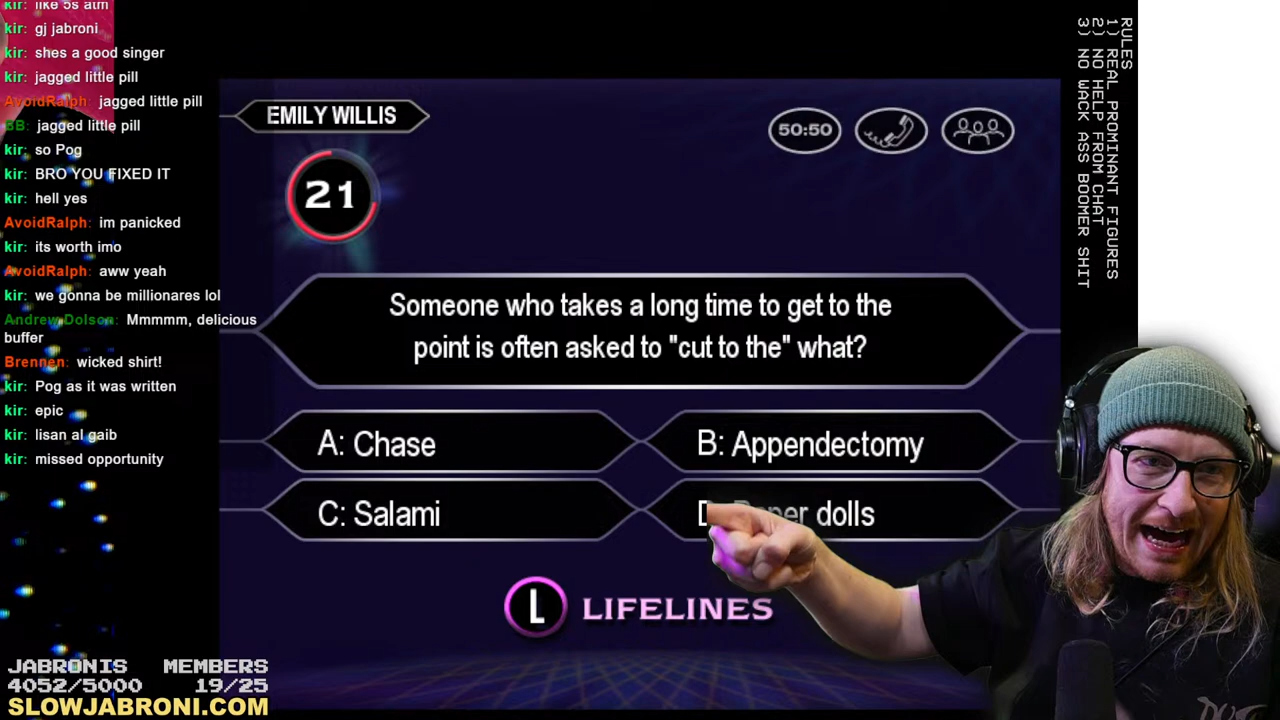 kir: like 5s atm
kir: gj jabroni
kir: shes a good singer
kir: jagged little pill
AvoidRalph: jagged little pill
SB: jagged little pill
kir: so Pog
kir: BRO YOU FIXED IT
kir: hell yes
AvoidRalph: im panicked
kir: its worth imo
AvoidRalph: aww yeah
kir: we gonna be millionares lol
Andrew Dolson: Mmmmm, delicious
buffer
Brennen: wicked shirt!
kir: Pog as it was written
kir: epic
kir: lisan al gaib
kir: missed opportunity
JABRONIS MEMBERS
4052/5000 19/25
SLOWJABRONI.COM
EMILY WILLIS
50:50
21
Someone who takes a long time to get to the
point is often asked to "cut to the" what?
A: Chase
B: Appendectomy
C: Salami
dolls
L LIFELINES
RULES
1) REAL PROMINANT FIGURES
2) NO HELP FROM CHAT
3) NO WACK ASS BOOMER SHIT